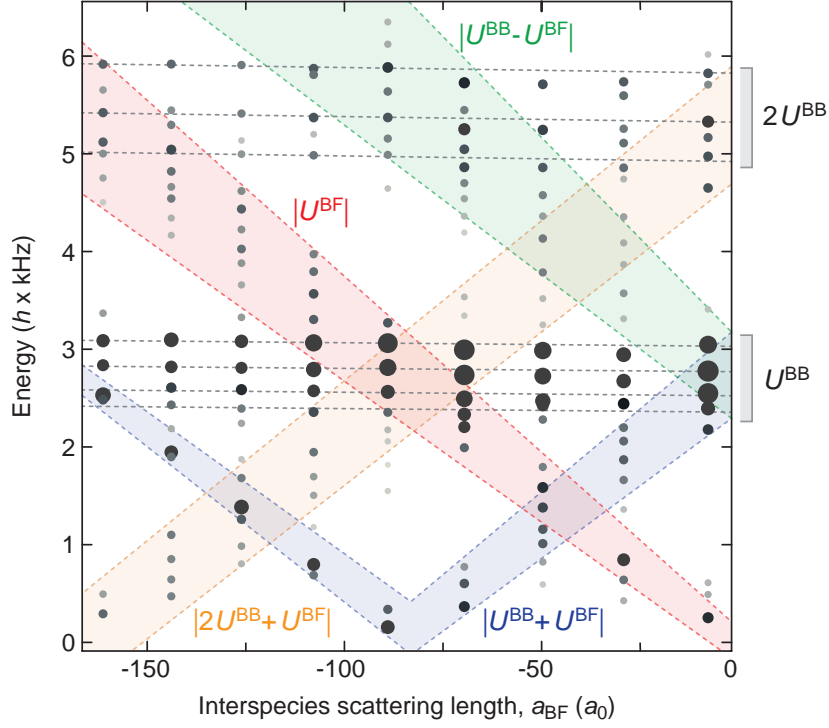 6
5
4
3
2
1
0
Energy (h x kHz)
|U^BB-U^BF|
2U^BB
|U^BF|
U^BB
|2U^BB+U^BF|
|U^BB+U^BF|
-150
-100
-50
0
Interspecies scattering length, a_BF (a_0)